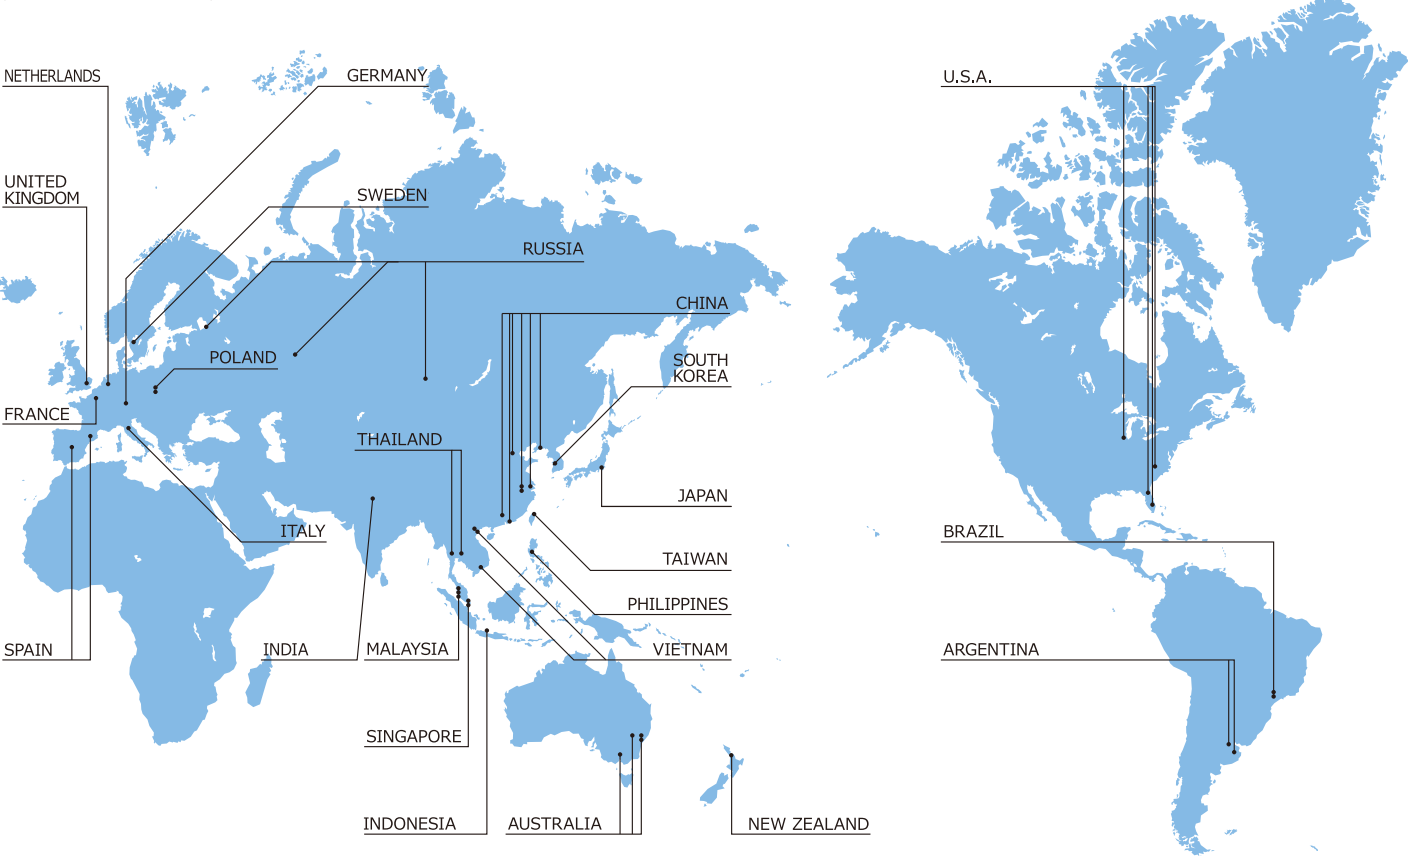 NETHERLANDS
GERMANY
U.S.A.
UNITED
KINGDOM
SWEDEN
RUSSIA
CHINA
POLAND
SOUTH
KOREA
FRANCE
THAILAND
JAPAN
ITALY
BRAZIL
TAIWAN
PHILIPPINES
SPAIN
INDIA
MALAYSIA
VIETNAM
ARGENTINA
SINGAPORE
INDONESIA
AUSTRALIA
NEW ZEALAND